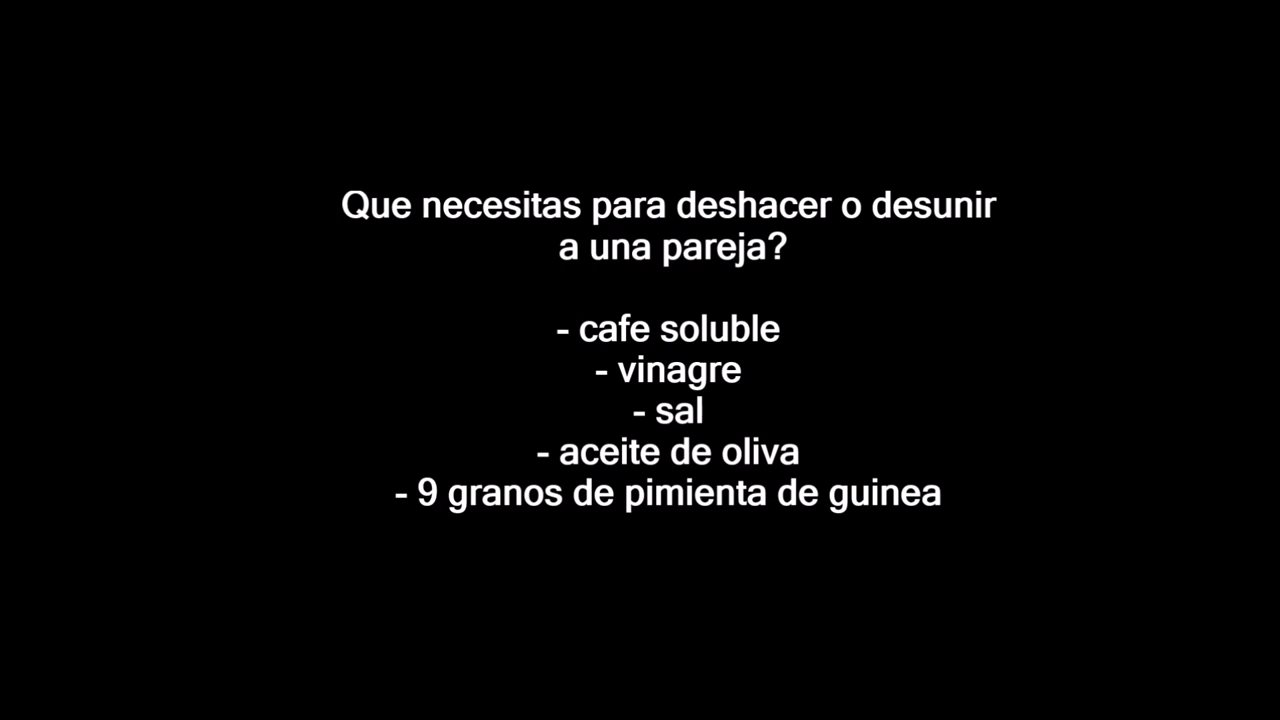 Que necesitas para deshacer o desunir
a una pareja?
- cafe soluble
- vinagre
- sal
- aceite de oliva
- 9 granos de pimienta de guinea